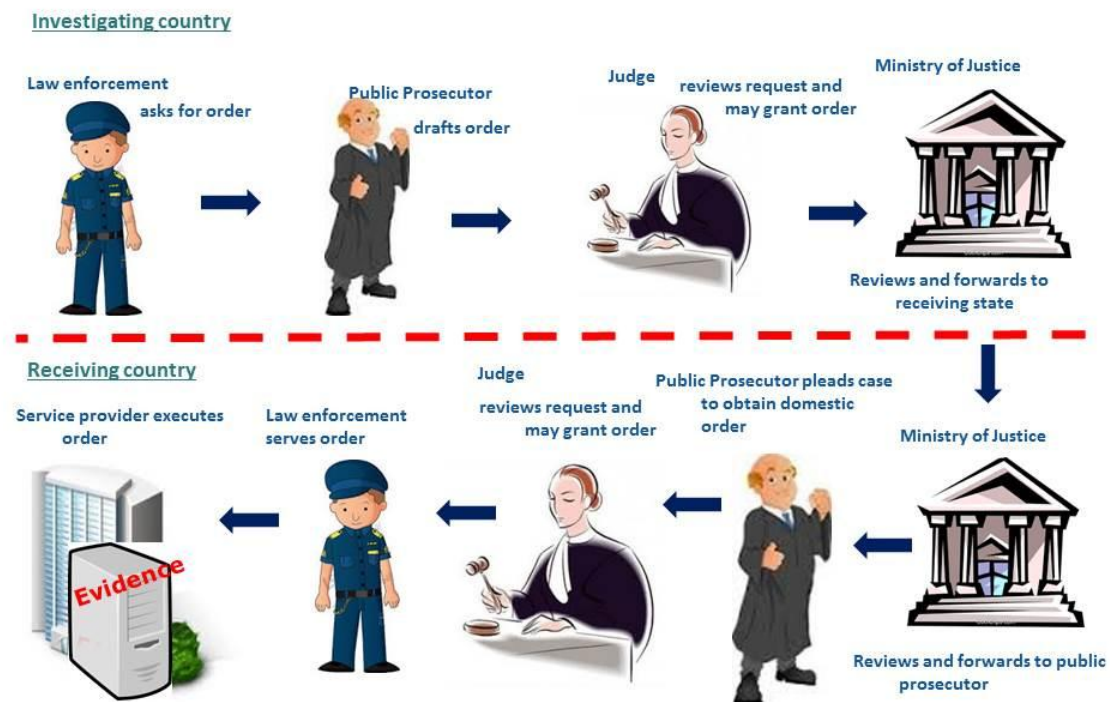 Investigating country
Law enforcement
asks for order
Public Prosecutor
drafts order
Judge
reviews request and
may grant order
Ministry of Justice
Reviews and forwards to
receiving state
Receiving country
Service provider executes
order
Evidence
Law enforcement
serves order
Judge
reviews request and
may grant order
Public Prosecutor pleads case
to obtain domestic
order
Ministry of Justice
Reviews and forwards to public
prosecutor